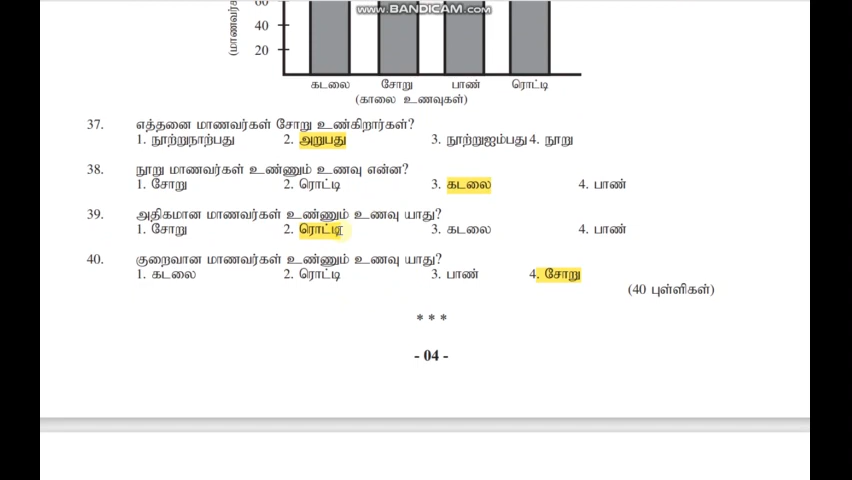 60
WWW.BANDICAM.COM
40
20
கடலை சோறு பாண் ரொட்டி
(காலை உணவுகள்)
37. எத்தனை மாணவர்கள் சோறு உண்கிறார்கள்?
1. நூற்றுநாற்பது 2. அறுபது 3. நூற்றுஐம்பது 4. நூறு
38. நூறு மாணவர்கள் உண்ணும் உணவு என்ன?
1. சோறு 2. ரொட்டி 3. கடலை 4. பாண்
39. அதிகமான மாணவர்கள் உண்ணும் உணவு யாது?
1. சோறு 2. ரொட்டி 3. கடலை 4. பாண்
40. குறைவான மாணவர்கள் உண்ணும் உணவு யாது?
1. கடலை 2. ரொட்டி 3. பாண் 4. சோறு
(40 புள்ளிகள்)
* * *
- 04 -